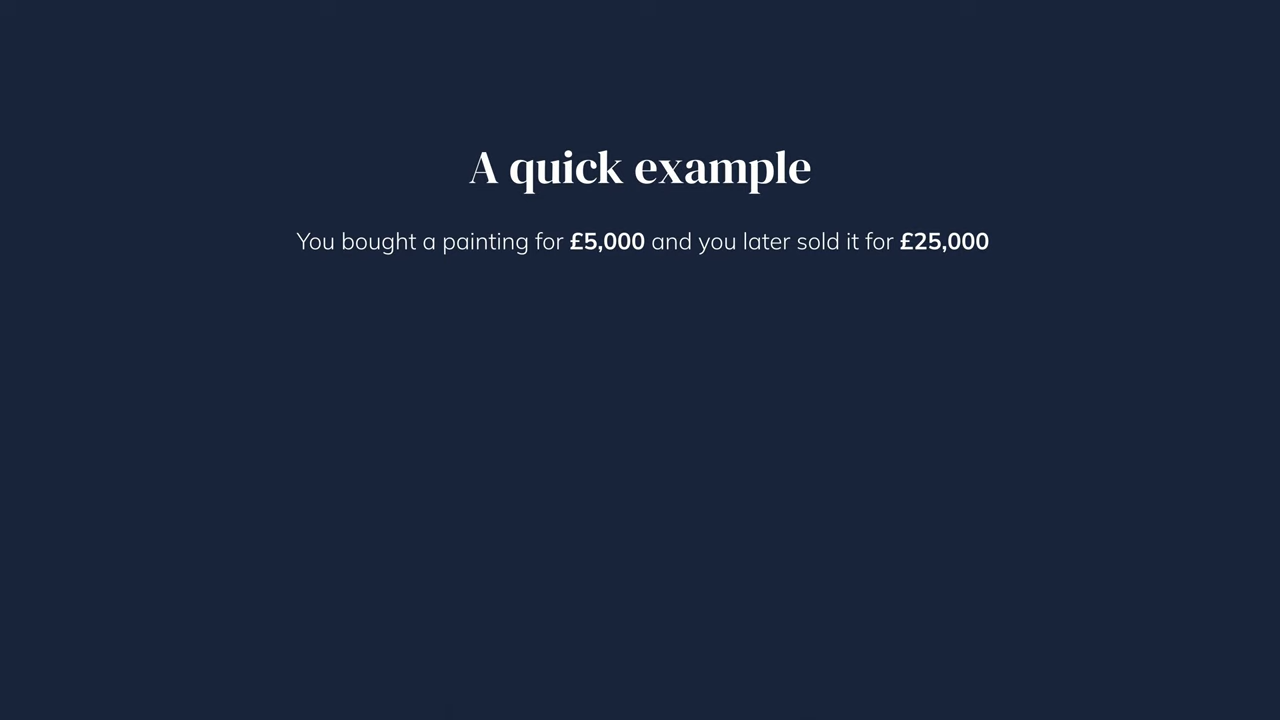 A quick example
You bought a painting for £5,000 and you later sold it for £25,000